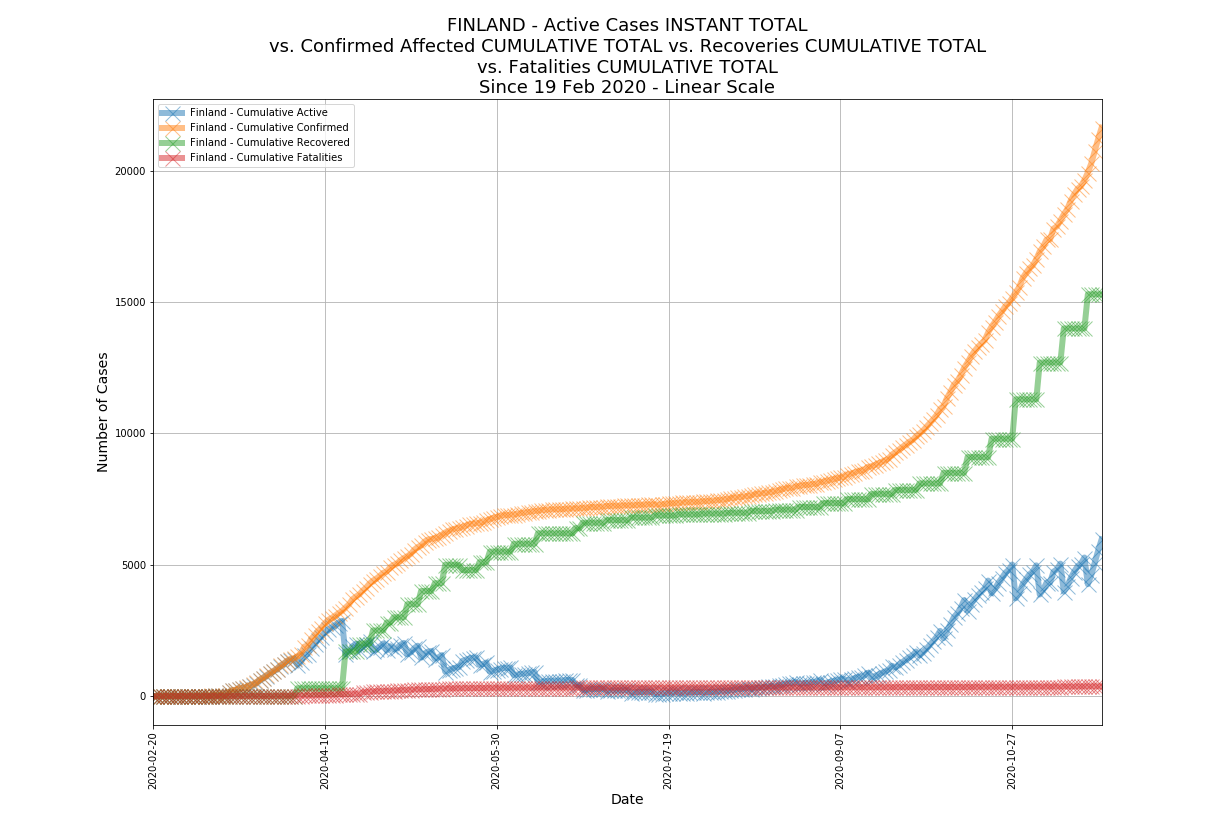 FINLAND - Active Cases INSTANT TOTAL
vs. Confirmed Affected CUMULATIVE TOTAL vs. Recoveries CUMULATIVE TOTAL
vs. Fatalities CUMULATIVE TOTAL
Since 19 Feb 2020 - Linear Scale
Finland - Cumulative Active
Finland - Cumulative Confirmed
Finland - Cumulative Recovered
Finland - Cumulative Fatalities
Number of Cases
20000
15000
10000
5000
0
2020-02-20
2020-04-10
2020-05-30
2020-07-19
2020-09-07
2020-10-27
Date